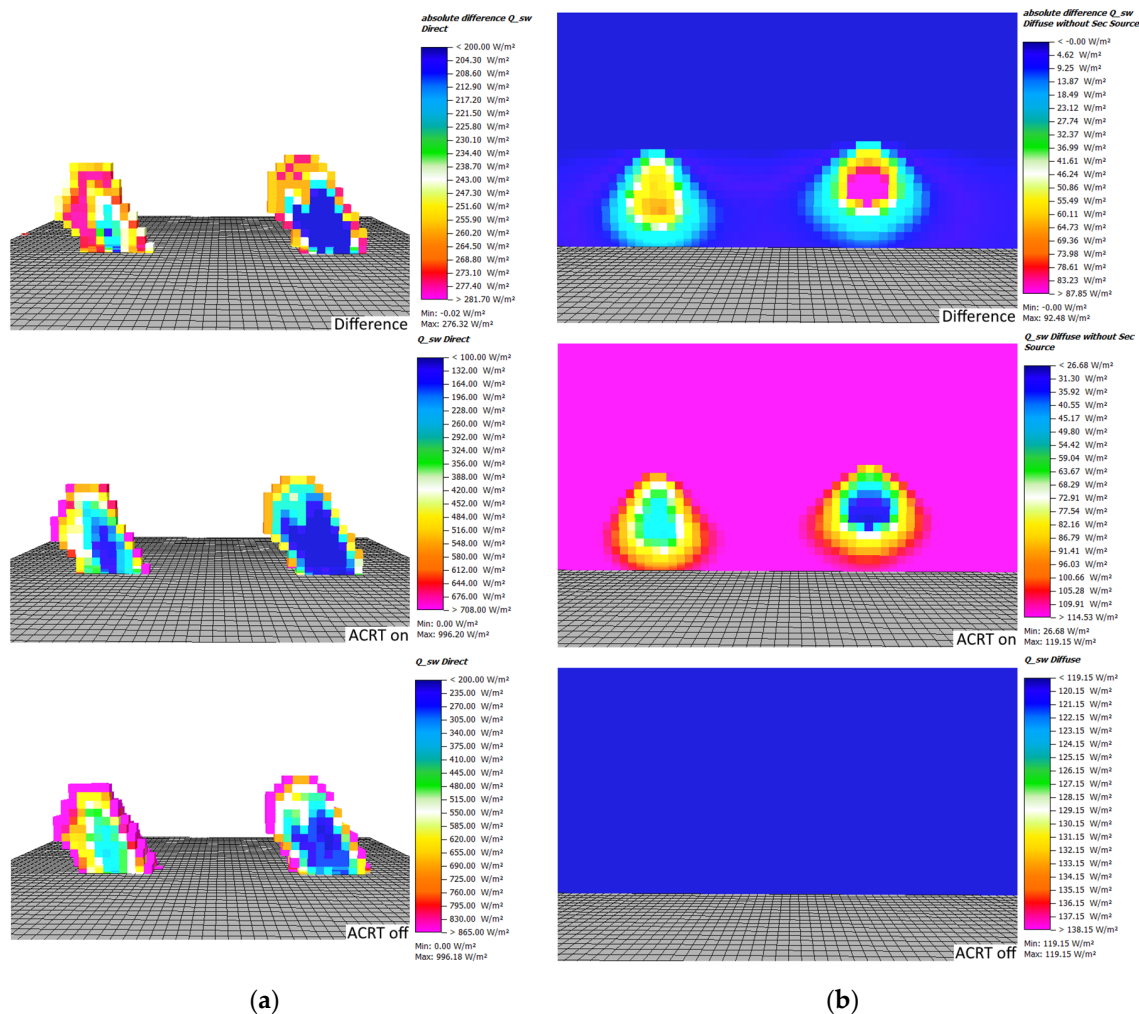 absolute difference Q_sw
Direct
< 200.00 W/m²
204.30 W/m²
208.60 W/m²
212.90 W/m²
217.20 W/m²
221.50 W/m²
225.80 W/m²
230.10 W/m²
234.40 W/m²
238.70 W/m²
243.00 W/m²
247.30 W/m²
251.60 W/m²
255.90 W/m²
260.20 W/m²
264.50 W/m²
268.80 W/m²
273.10 W/m²
277.40 W/m²
> 281.70 W/m²
Min: -0.02 W/m²
Max: 276.32 W/m²
Difference
absolute difference Q_sw
Diffuse without Sec Source
< -0.00 W/m²
4.62 W/m²
9.25 W/m²
13.87 W/m²
18.49 W/m²
23.12 W/m²
27.74 W/m²
32.37 W/m²
36.99 W/m²
41.61 W/m²
46.24 W/m²
50.86 W/m²
55.49 W/m²
60.11 W/m²
64.73 W/m²
69.36 W/m²
73.98 W/m²
78.61 W/m²
83.23 W/m²
> 87.85 W/m²
Min: -0.00 W/m²
Max: 92.48 W/m²
Difference
Q_sw Direct
< 100.00 W/m²
132.00 W/m²
164.00 W/m²
196.00 W/m²
228.00 W/m²
260.00 W/m²
292.00 W/m²
324.00 W/m²
356.00 W/m²
388.00 W/m²
420.00 W/m²
452.00 W/m²
484.00 W/m²
516.00 W/m²
548.00 W/m²
580.00 W/m²
612.00 W/m²
644.00 W/m²
676.00 W/m²
> 708.00 W/m²
Min: 0.00 W/m²
Max: 996.20 W/m²
ACRT on
Q_sw Diffuse without Sec
Source
< 26.68 W/m²
31.30 W/m²
35.92 W/m²
40.55 W/m²
45.17 W/m²
49.80 W/m²
54.42 W/m²
59.04 W/m²
63.67 W/m²
68.29 W/m²
72.91 W/m²
77.54 W/m²
82.16 W/m²
86.79 W/m²
91.41 W/m²
96.03 W/m²
100.66 W/m²
105.28 W/m²
109.91 W/m²
> 114.53 W/m²
Min: 26.68 W/m²
Max: 119.15 W/m²
ACRT on
Q_sw Direct
< 200.00 W/m²
235.00 W/m²
270.00 W/m²
305.00 W/m²
340.00 W/m²
375.00 W/m²
410.00 W/m²
445.00 W/m²
480.00 W/m²
515.00 W/m²
550.00 W/m²
585.00 W/m²
620.00 W/m²
655.00 W/m²
690.00 W/m²
725.00 W/m²
760.00 W/m²
795.00 W/m²
830.00 W/m²
> 865.00 W/m²
Min: 0.00 W/m²
Max: 996.18 W/m²
ACRT off
Q_sw Diffuse
< 119.15 W/m²
120.15 W/m²
121.15 W/m²
122.15 W/m²
123.15 W/m²
124.15 W/m²
125.15 W/m²
126.15 W/m²
127.15 W/m²
128.15 W/m²
129.15 W/m²
130.15 W/m²
131.15 W/m²
132.15 W/m²
133.15 W/m²
134.15 W/m²
135.15 W/m²
136.15 W/m²
137.15 W/m²
> 138.15 W/m²
Min: 119.15 W/m²
Max: 119.15 W/m²
ACRT off
(a)
(b)